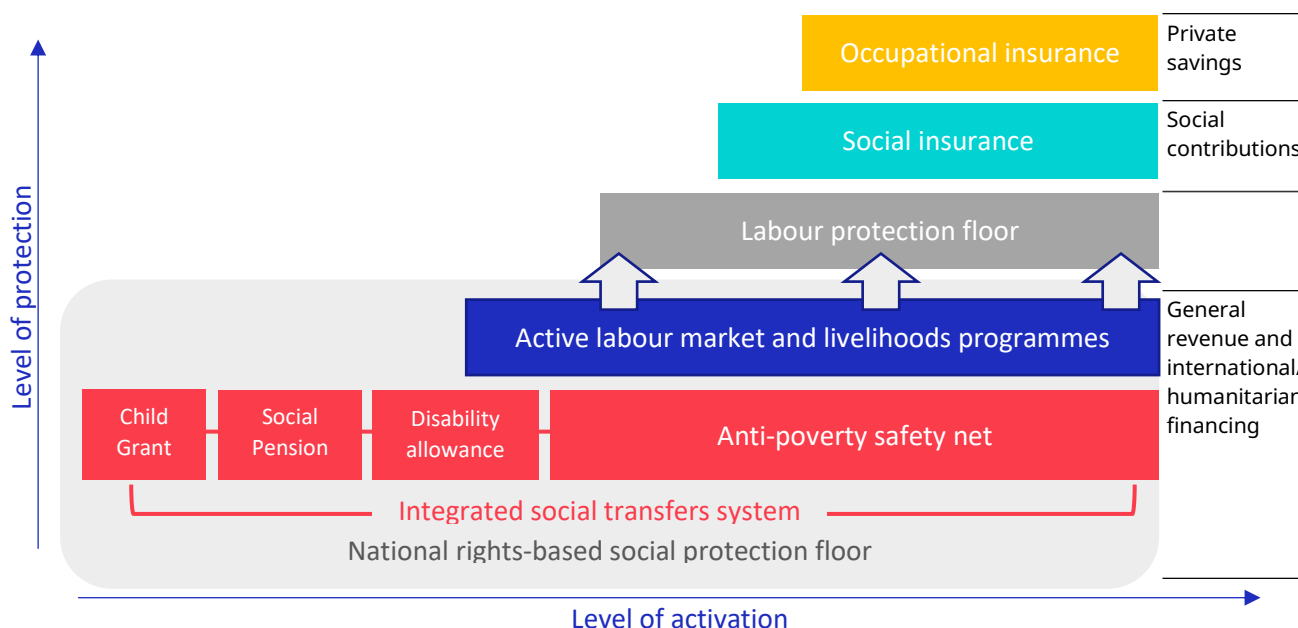 Occupational insurance
Private
savings
Social insurance
Social
contributions
Labour protection floor
Active labour market and livelihoods programmes
General
revenue and
international/
humanitarian
financing
Child
Grant
Social
Pension
Disability
allowance
Anti-poverty safety net
Integrated social transfers system
National rights-based social protection floor
Level of protection
Level of activation